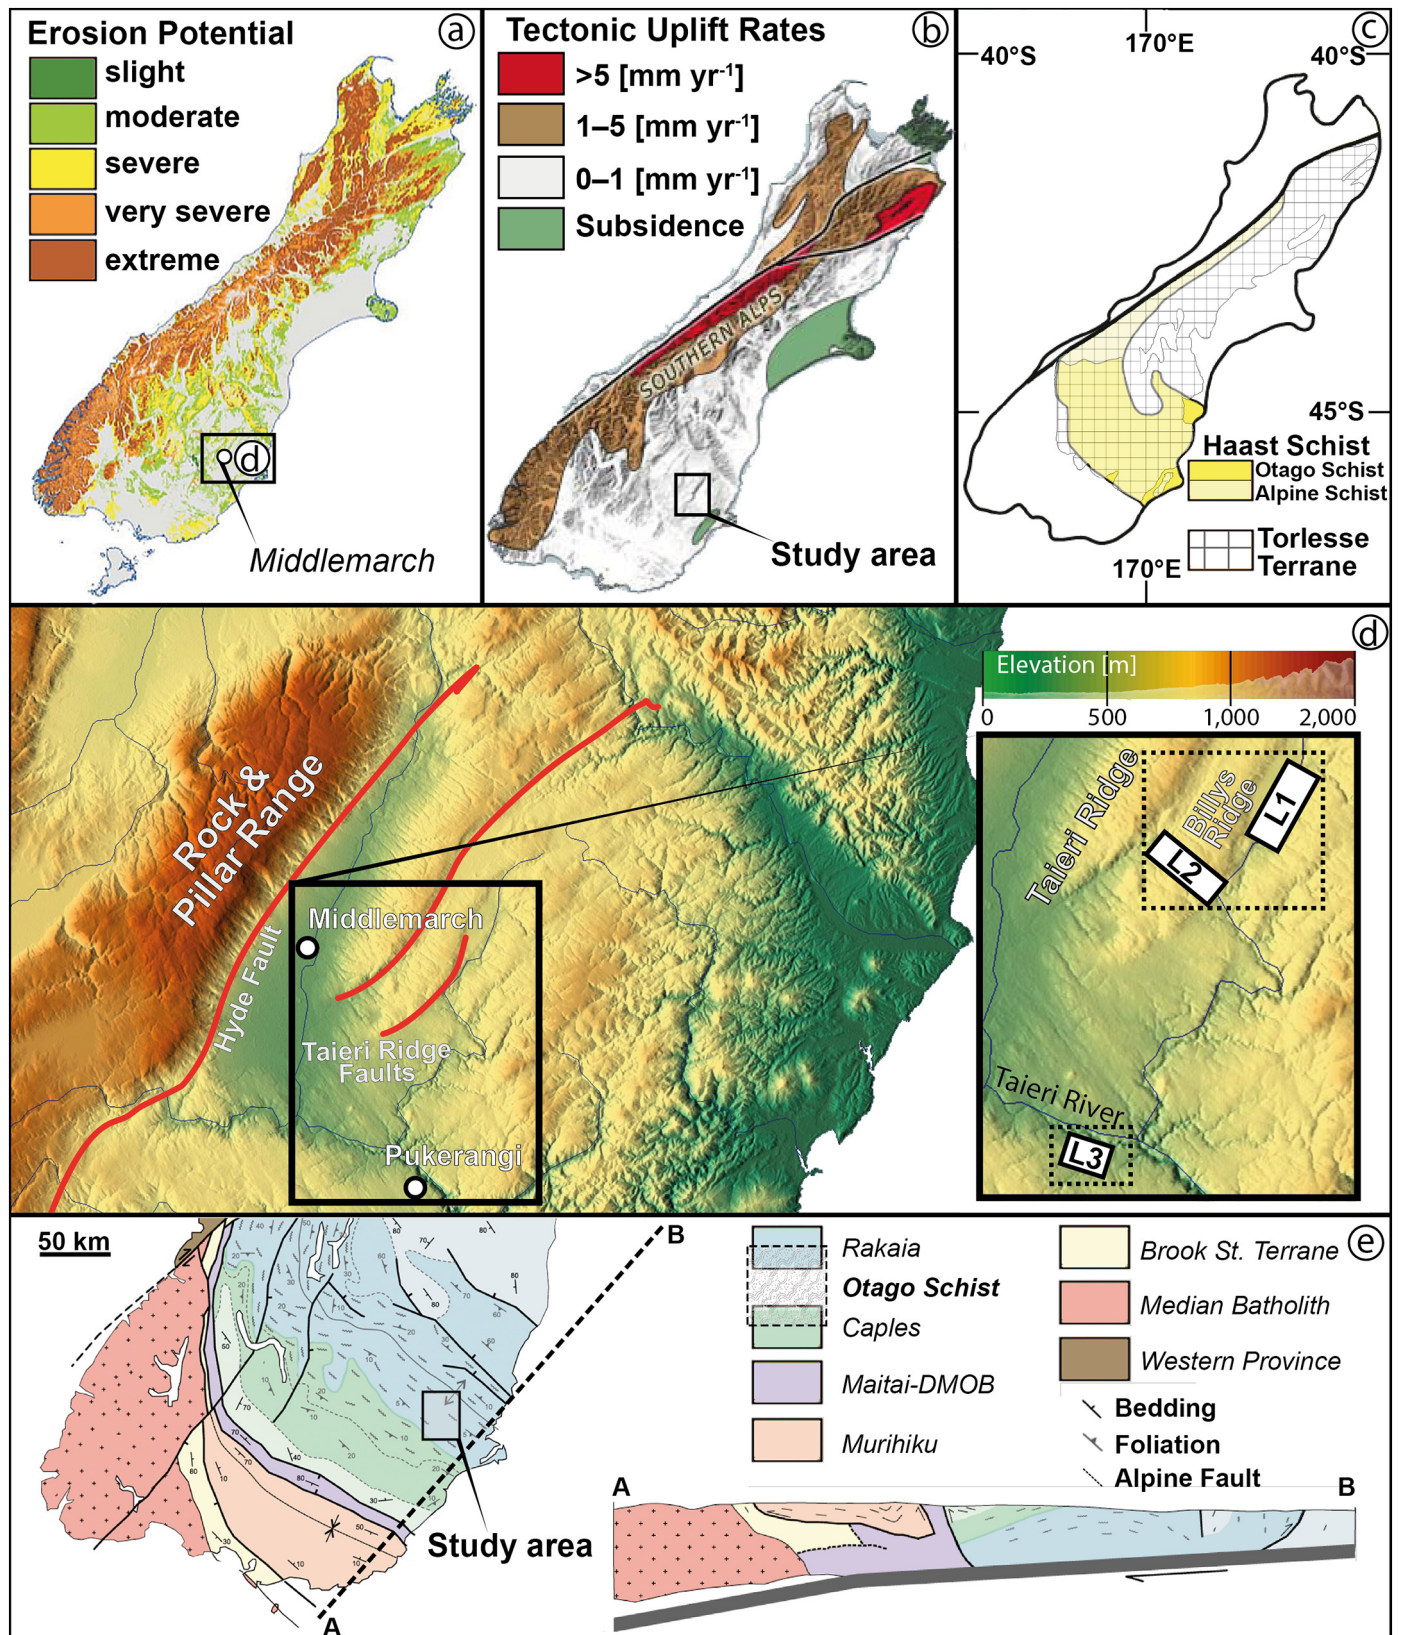 Erosion Potential
a
slight
moderate
severe
very severe
extreme
d
Middlemarch
Tectonic Uplift Rates
b
>5 [mm yr⁻¹]
1–5 [mm yr⁻¹]
0–1 [mm yr⁻¹]
Subsidence
SOUTHERN ALPS
Study area
c
170°E
40°S
40°S
45°S
Haast Schist
Otago Schist
Alpine Schist
Torlesse
Terrane
170°E
d
Elevation [m]
0 500 1,000 2,000
Rock &
Pillar Range
Hyde Fault
Middlemarch
Taieri Ridge
Faults
Pukerangi
Taieri Ridge
Billys
Ridge
L1
L2
Taieri River
L3
e
50 km
B
A
Study area
Rakaia
Otago Schist
Caples
Maitai-DMOB
Murihiku
Brook St. Terrane
Median Batholith
Western Province
Bedding
Foliation
Alpine Fault
A
B